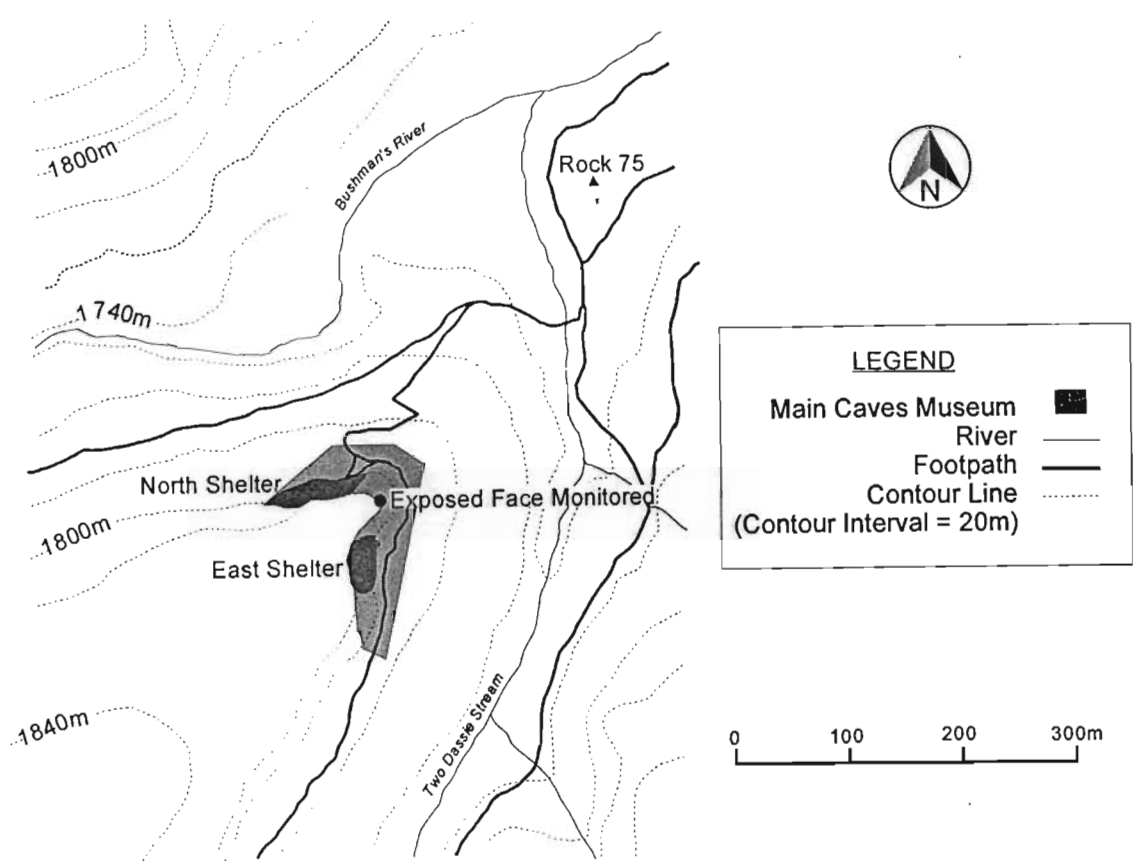 1800m
Bushman's River
Rock 75
N
1740m
LEGEND
Main Caves Museum
River
Footpath
Contour Line
(Contour Interval = 20m)
North Shelter
Exposed Face Monitored
1800m
East Shelter
1840m
Two Dassie Stream
0 100 200 300m